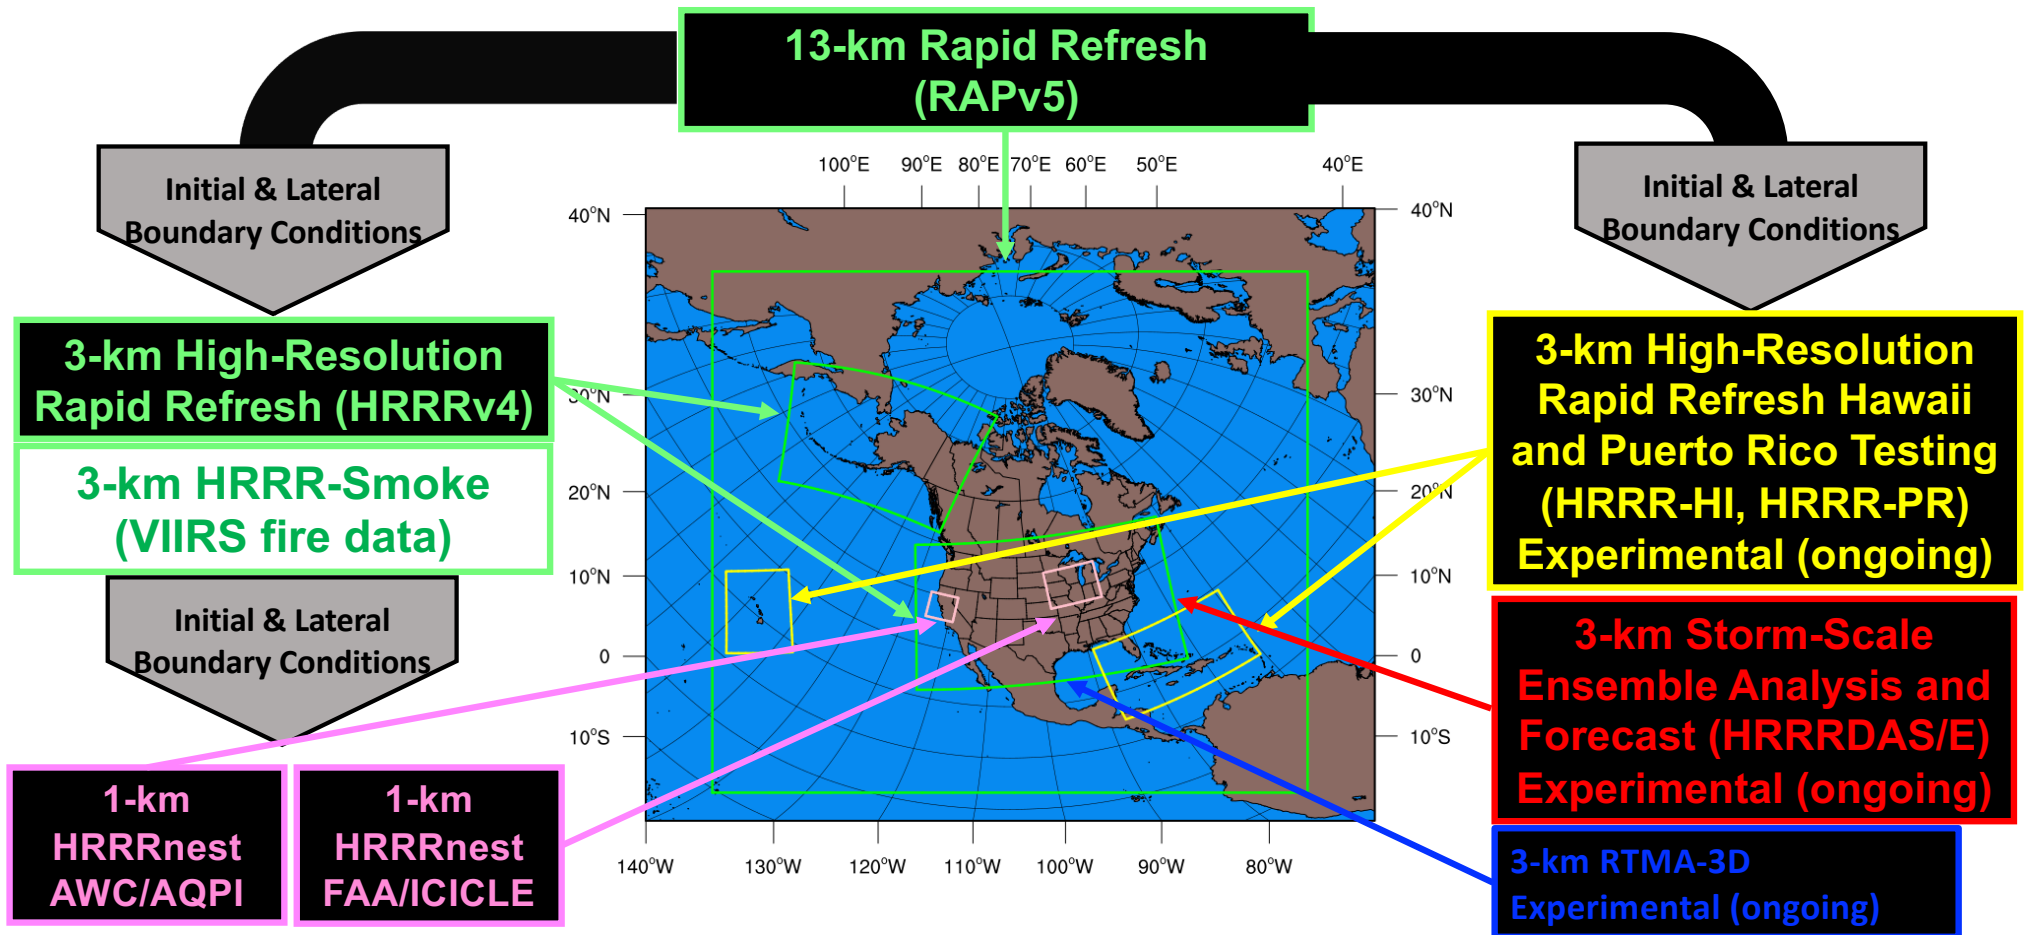 13-km Rapid Refresh
(RAPv5)
Initial & Lateral
Boundary Conditions
Initial & Lateral
Boundary Conditions
100°E 90°E 80°E 70°E 60°E 50°E 40°E
40°N
40°N
3-km High-Resolution
Rapid Refresh (HRRRv4)
3-km HRRR-Smoke
(VIIRS fire data)
30°N
30°N
20°N
20°N
10°N
10°N
0
0
10°S
10°S
3-km High-Resolution
Rapid Refresh Hawaii
and Puerto Rico Testing
(HRRR-HI, HRRR-PR)
Experimental (ongoing)
Initial & Lateral
Boundary Conditions
3-km Storm-Scale
Ensemble Analysis and
Forecast (HRRRDAS/E)
Experimental (ongoing)
1-km
HRRRnest
AWC/AQPI
1-km
HRRRnest
FAA/ICICLE
140°W 130°W 120°W 110°W 100°W 90°W 80°W
3-km RTMA-3D
Experimental (ongoing)